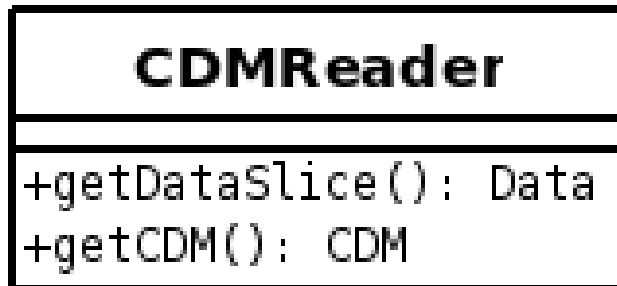 CDMReader
+getDataSlice(): Data
+getCDM(): CDM